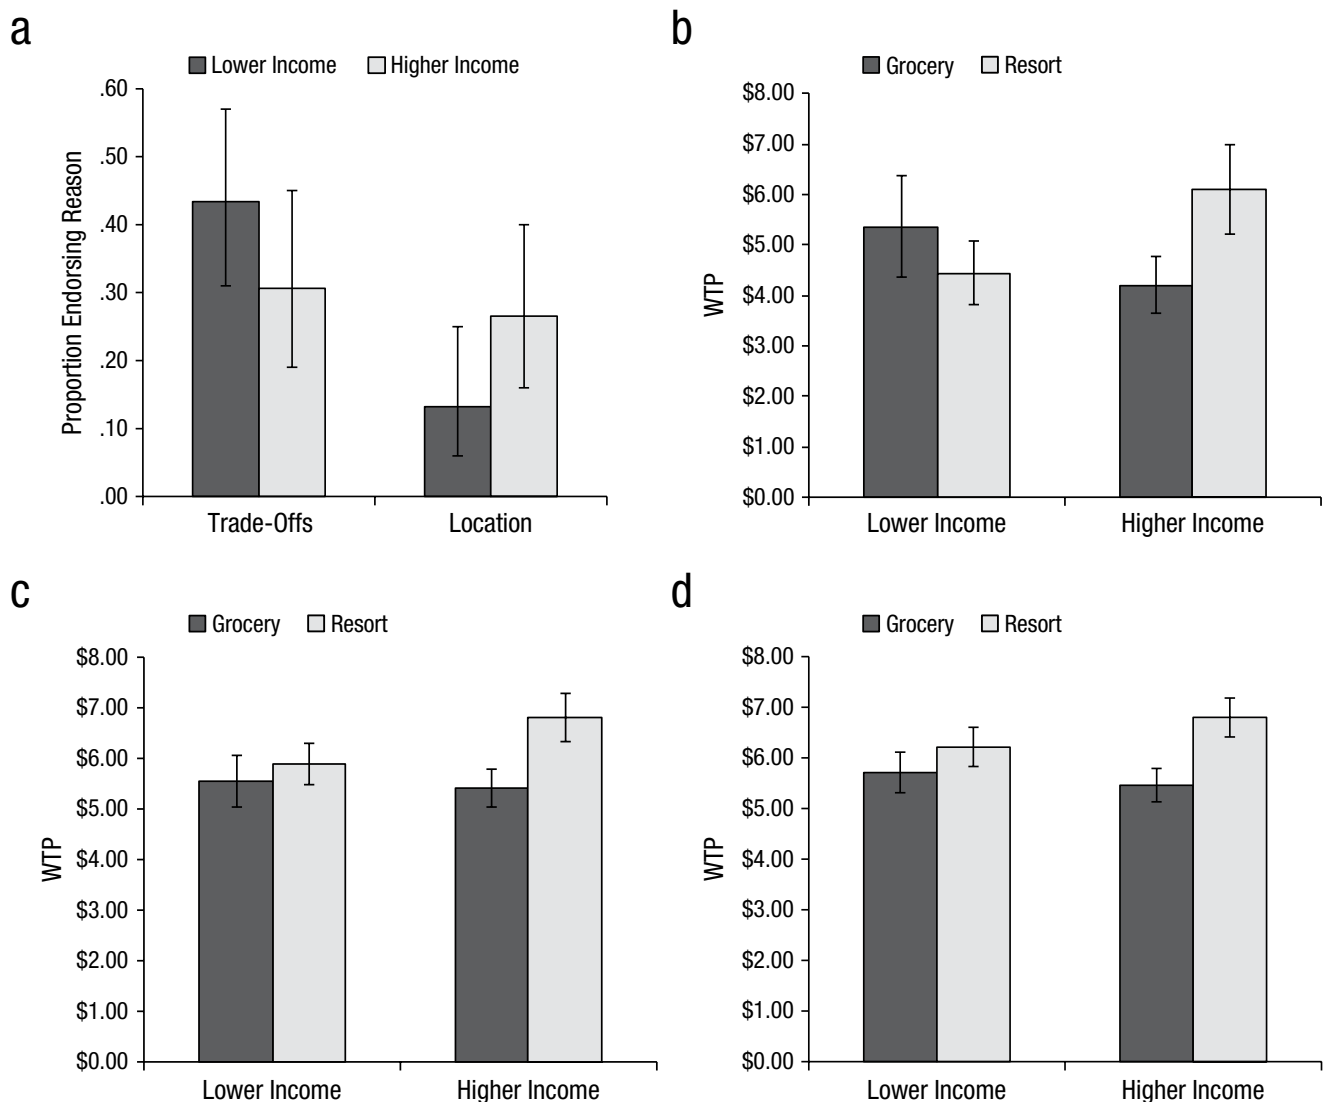 a
Lower Income Higher Income
.60
.50
.40
.30
.20
.10
.00
Proportion Endorsing Reason
Trade-Offs Location
b
Grocery Resort
$8.00
$7.00
$6.00
$5.00
$4.00
$3.00
$2.00
$1.00
$0.00
WTP
Lower Income Higher Income
c
Grocery Resort
$8.00
$7.00
$6.00
$5.00
$4.00
$3.00
$2.00
$1.00
$0.00
WTP
Lower Income Higher Income
d
Grocery Resort
$8.00
$7.00
$6.00
$5.00
$4.00
$3.00
$2.00
$1.00
$0.00
WTP
Lower Income Higher Income